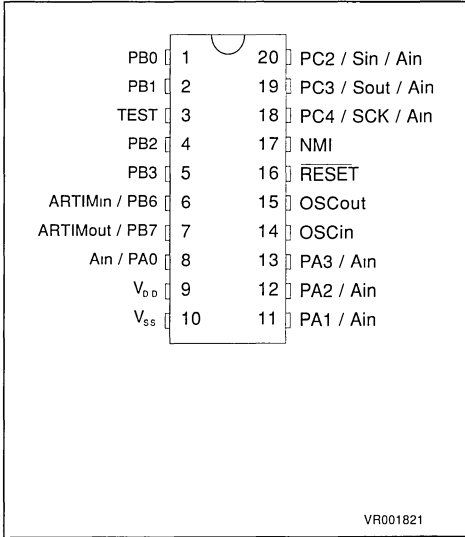 PB0 1 20 PC2 / Sin / Ain
PB1 2 19 PC3 / Sout / Ain
TEST 3 18 PC4 / SCK / Ain
PB2 4 17 NMI
PB3 5 16 RESET
ARTIMin / PB6 6 15 OSCout
ARTIMout / PB7 7 14 OSCin
Ain / PA0 8 13 PA3 / Ain
VDD 9 12 PA2 / Ain
VSS 10 11 PA1 / Ain
VR001821